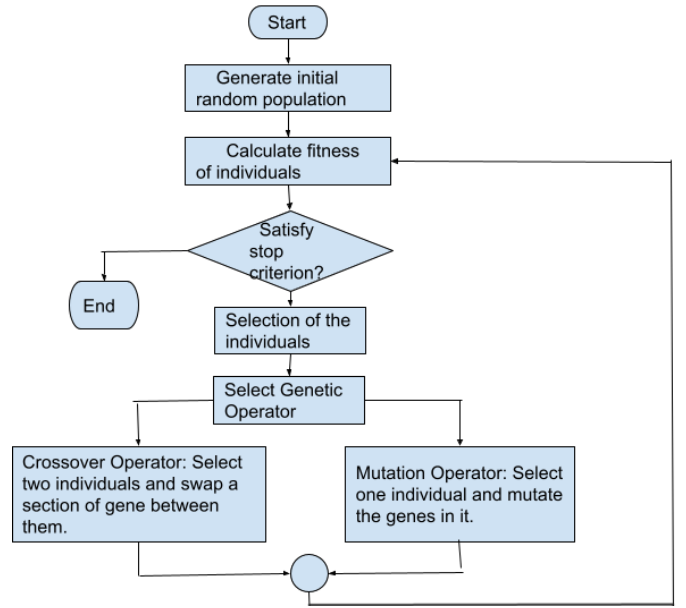 Start
Generate initial
random population
Calculate fitness
of individuals
Satisfy
stop
criterion?
End
Selection of the
individuals
Select Genetic
Operator
Crossover Operator: Select
two individuals and swap a
section of gene between
them.
Mutation Operator: Select
one individual and mutate
the genes in it.